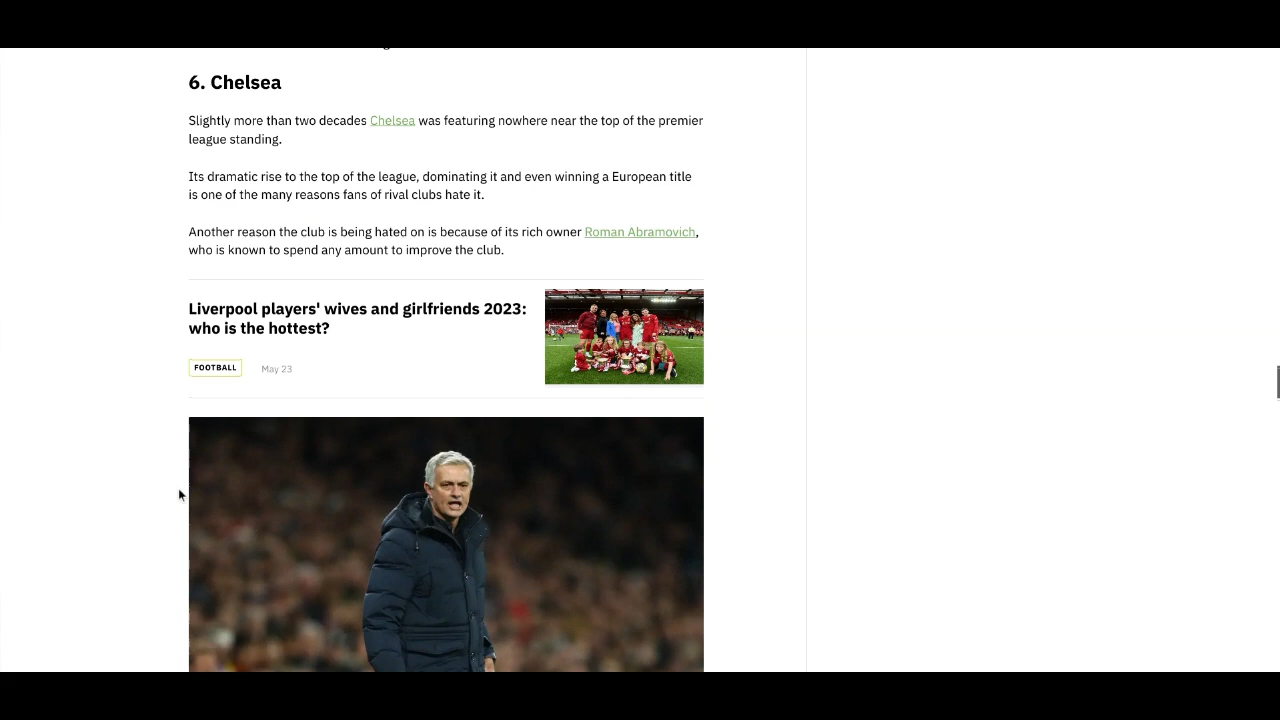 6. Chelsea
Slightly more than two decades Chelsea was featuring nowhere near the top of the premier
league standing.
Its dramatic rise to the top of the league, dominating it and even winning a European title
is one of the many reasons fans of rival clubs hate it.
Another reason the club is being hated on is because of its rich owner Roman Abramovich,
who is known to spend any amount to improve the club.
Liverpool players' wives and girlfriends 2023:
who is the hottest?
FOOTBALL May 23